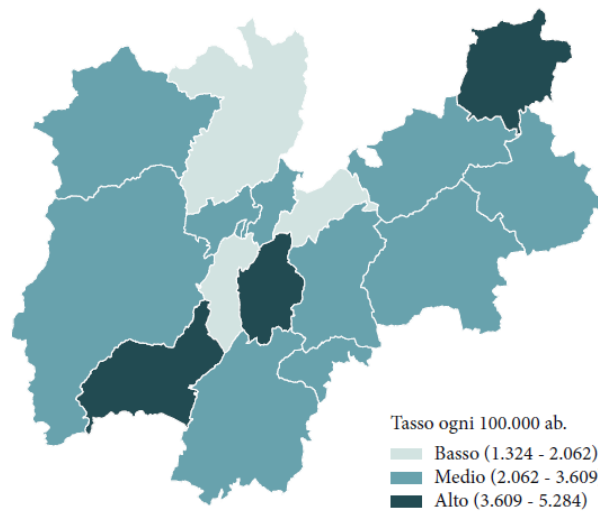 Tasso ogni 100.000 ab.
Basso (1.324 - 2.062)
Medio (2.062 - 3.609
Alto (3.609 - 5.284)